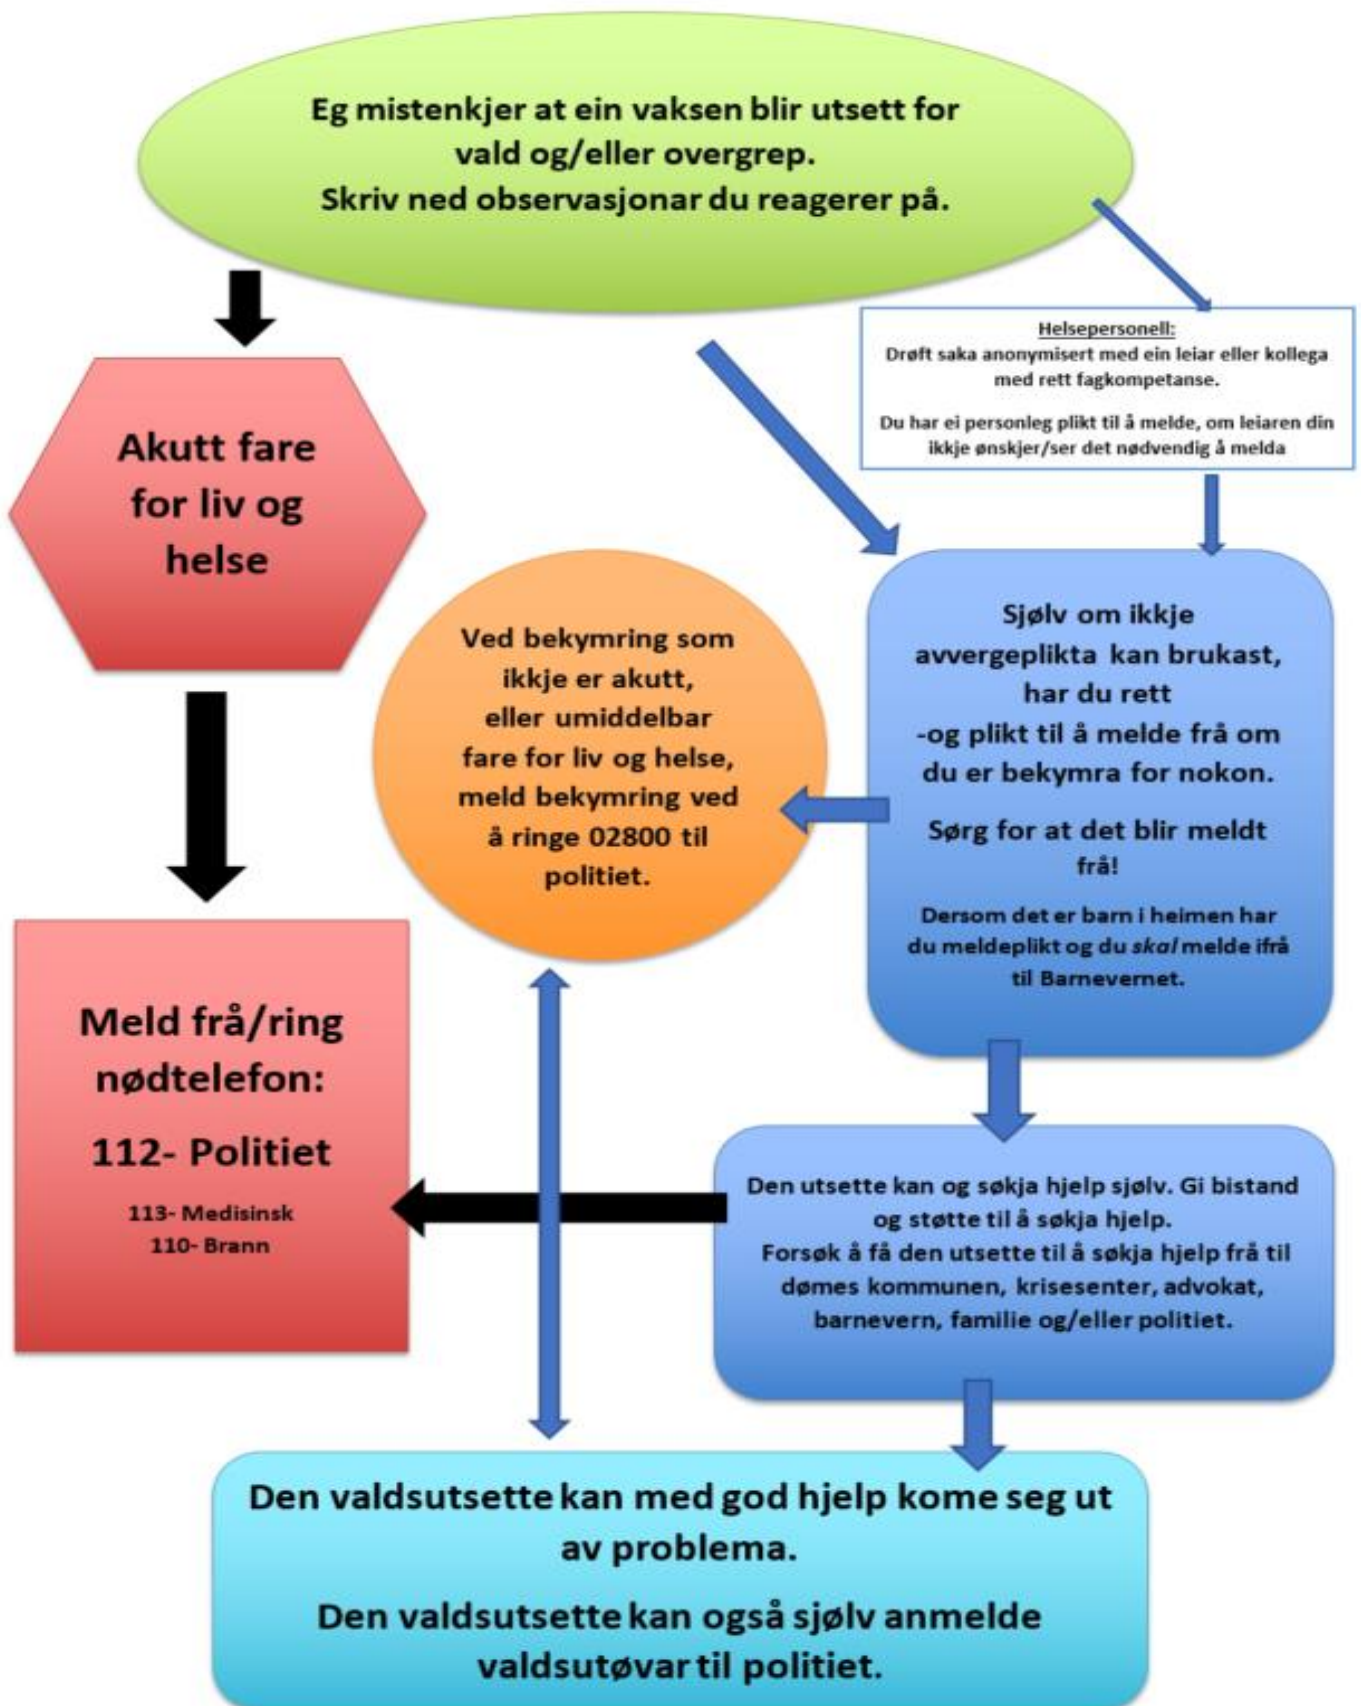 Eg mistenkjer at ein vaksen blir utsett for
vald og/eller overgrep.
Skriv ned observasjonar du reagerer på.
Helsepersonell:
Drøft saka anonymisert med ein leiar eller kollega
med rett fagkompetanse.
Du har ei personleg plikt til å melde, om leiaren din
ikkje ønskjer/ser det nødvendig å melda
Akutt fare
for liv og
helse
Ved bekymring som
ikkje er akutt,
eller umiddelbar
fare for liv og helse,
meld bekymring ved
å ringe 02800 til
politiet.
Sjølv om ikkje
avvergeplikta kan brukast,
har du rett
-og plikt til å melde frå om
du er bekymra for nokon.
Sørg for at det blir meldt
frå!
Dersom det er barn i heimen har
du meldeplikt og du skal melde ifrå
til Barnevernet.
Meld frå/ring
nødtelefon:
112- Politiet
113- Medisinsk
110- Brann
Den utsette kan og søkja hjelp sjølv. Gi bistand
og støtte til å søkja hjelp.
Forsøk å få den utsette til å søkja hjelp frå til
dømes kommunen, krisesenter, advokat,
barnevern, familie og/eller politiet.
Den valdsutsette kan med god hjelp kome seg ut
av problema.
Den valdsutsette kan også sjølv anmelde
valdsutøvar til politiet.